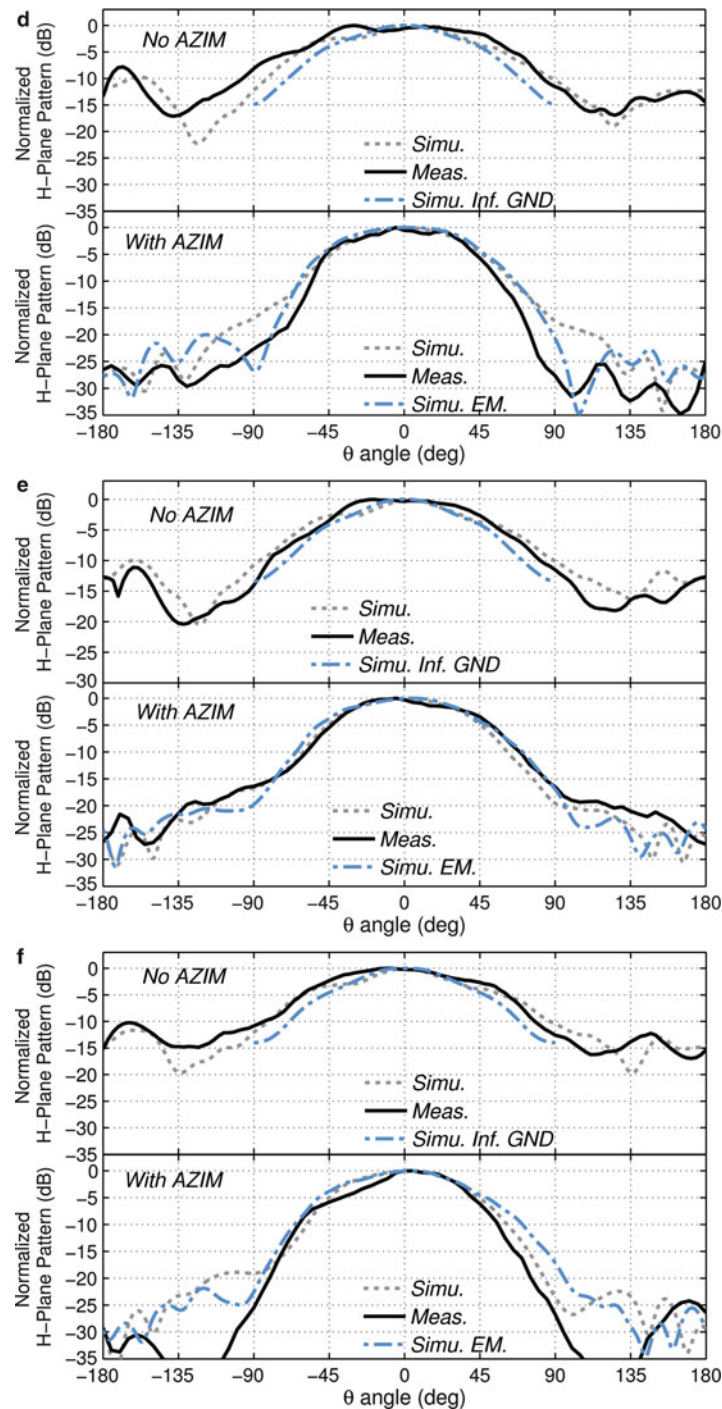 d
No AZIM
Normalized
H-Plane Pattern (dB)
0
-5
-10
-15
-20
-25
-30
-35
Simu.
Meas.
Simu. Inf. GND
With AZIM
Normalized
H-Plane Pattern (dB)
0
-5
-10
-15
-20
-25
-30
-35
Simu.
Meas.
Simu. EM.
-180 -135 -90 -45 0 45 90 135 180
θ angle (deg)
e
No AZIM
Normalized
H-Plane Pattern (dB)
0
-5
-10
-15
-20
-25
-30
Simu.
Meas.
Simu. Inf. GND
With AZIM
Normalized
H-Plane Pattern (dB)
0
-5
-10
-15
-20
-25
-30
-35
Simu.
Meas.
Simu. EM.
-180 -135 -90 -45 0 45 90 135 180
θ angle (deg)
f
No AZIM
Normalized
H-Plane Pattern (dB)
0
-5
-10
-15
-20
-25
-30
-35
Simu.
Meas.
Simu. Inf. GND
With AZIM
Normalized
H-Plane Pattern (dB)
0
-5
-10
-15
-20
-25
-30
-35
Simu.
Meas.
Simu. EM.
-180 -135 -90 -45 0 45 90 135 180
θ angle (deg)